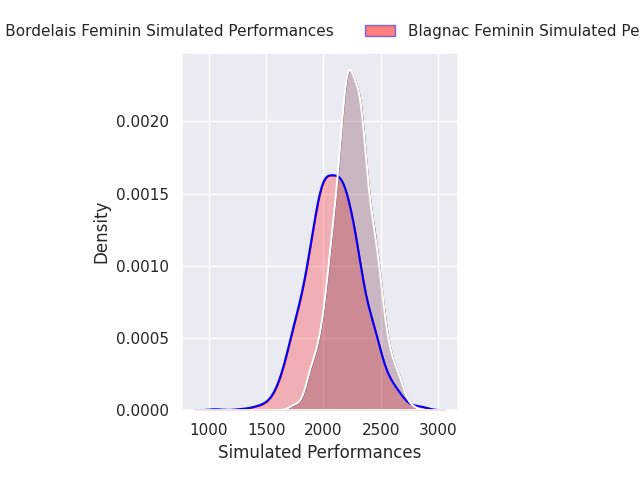 Bordelais Feminin Simulated Performances Blagnac Feminin Simulated Pe
0.0020
0.0015
0.0010
0.0005
0.0000
Density
1000 1500 2000 2500 3000
Simulated Performances